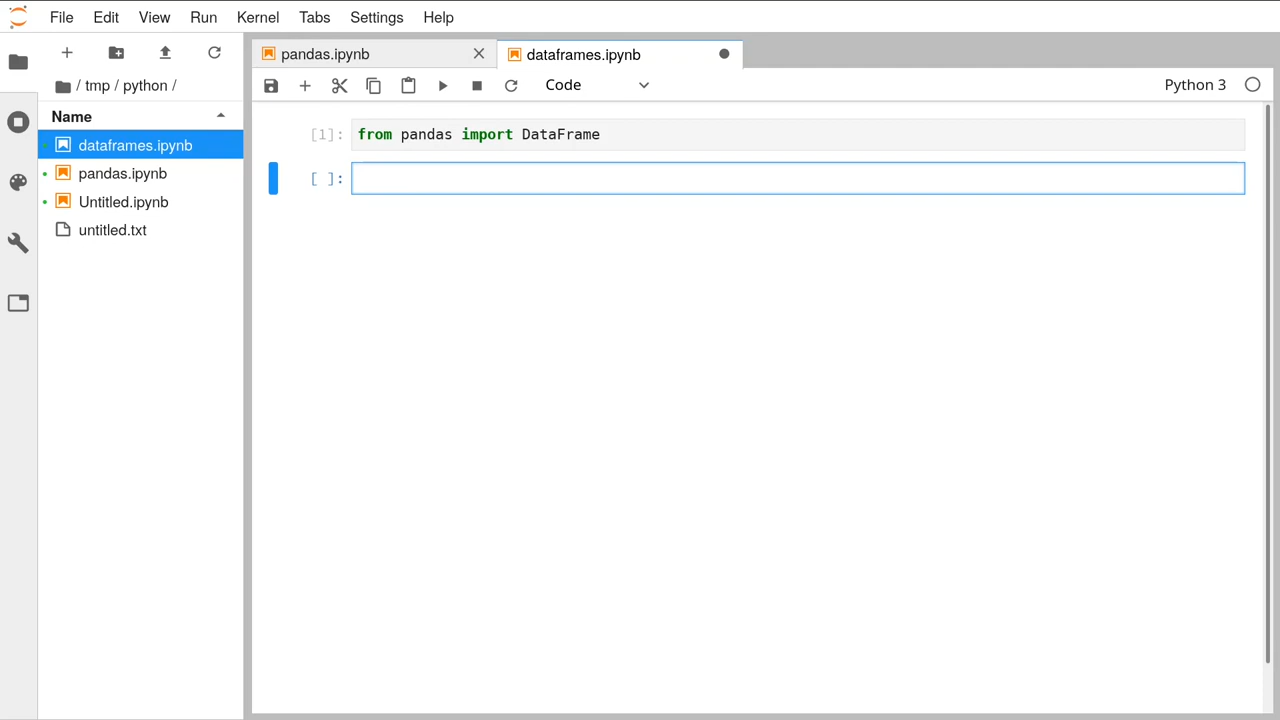 File Edit View Run Kernel Tabs Settings Help
pandas.ipynb dataframes.ipynb
/ tmp / python /
Code Python 3
Name
dataframes.ipynb
pandas.ipynb
Untitled.ipynb
untitled.txt
[1]: from pandas import DataFrame
[ ]: